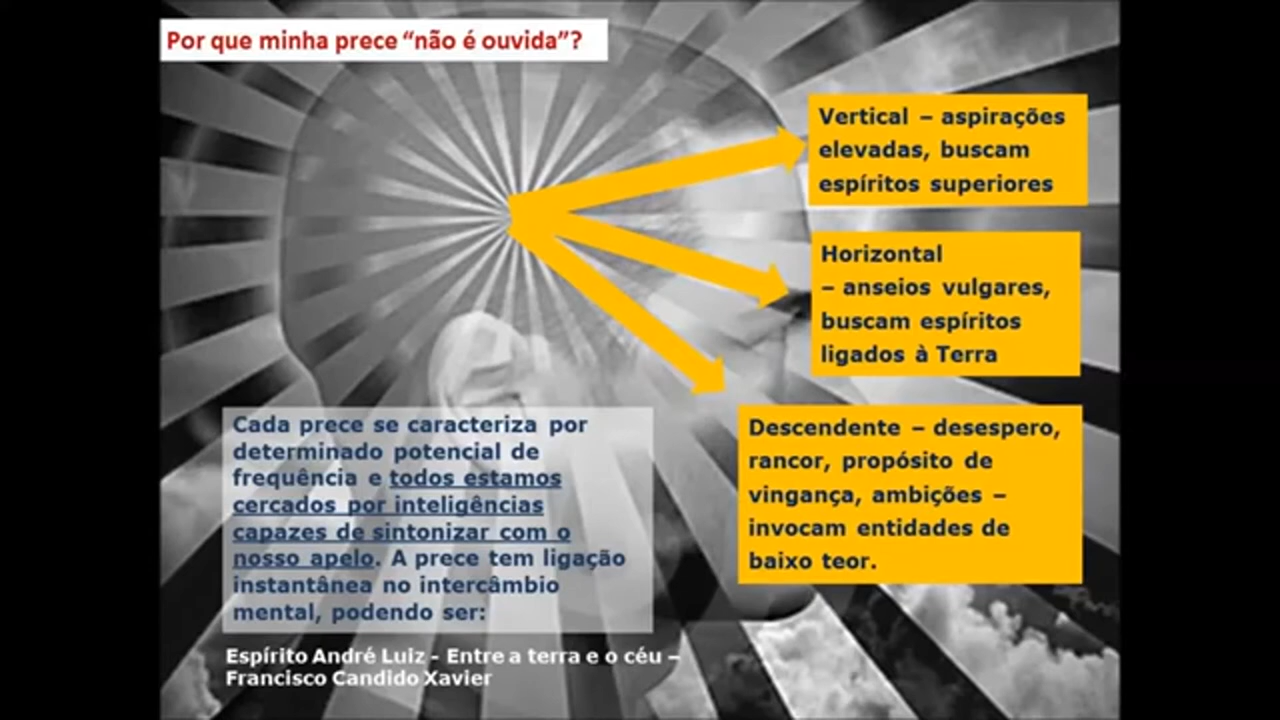 Por que minha prece “não é ouvida”?
Vertical – aspirações
elevadas, buscam
espíritos superiores
Horizontal
– anseios vulgares,
buscam espíritos
ligados à Terra
Descendente – desespero,
rancor, propósito de
vingança, ambições –
invocam entidades de
baixo teor.
Cada prece se caracteriza por
determinado potencial de
frequência e todos estamos
cercados por inteligências
capazes de sintonizar com o
nosso apelo. A prece tem ligação
instantânea no intercâmbio
mental, podendo ser:
Espírito André Luiz - Entre a terra e o céu –
Francisco Candido Xavier